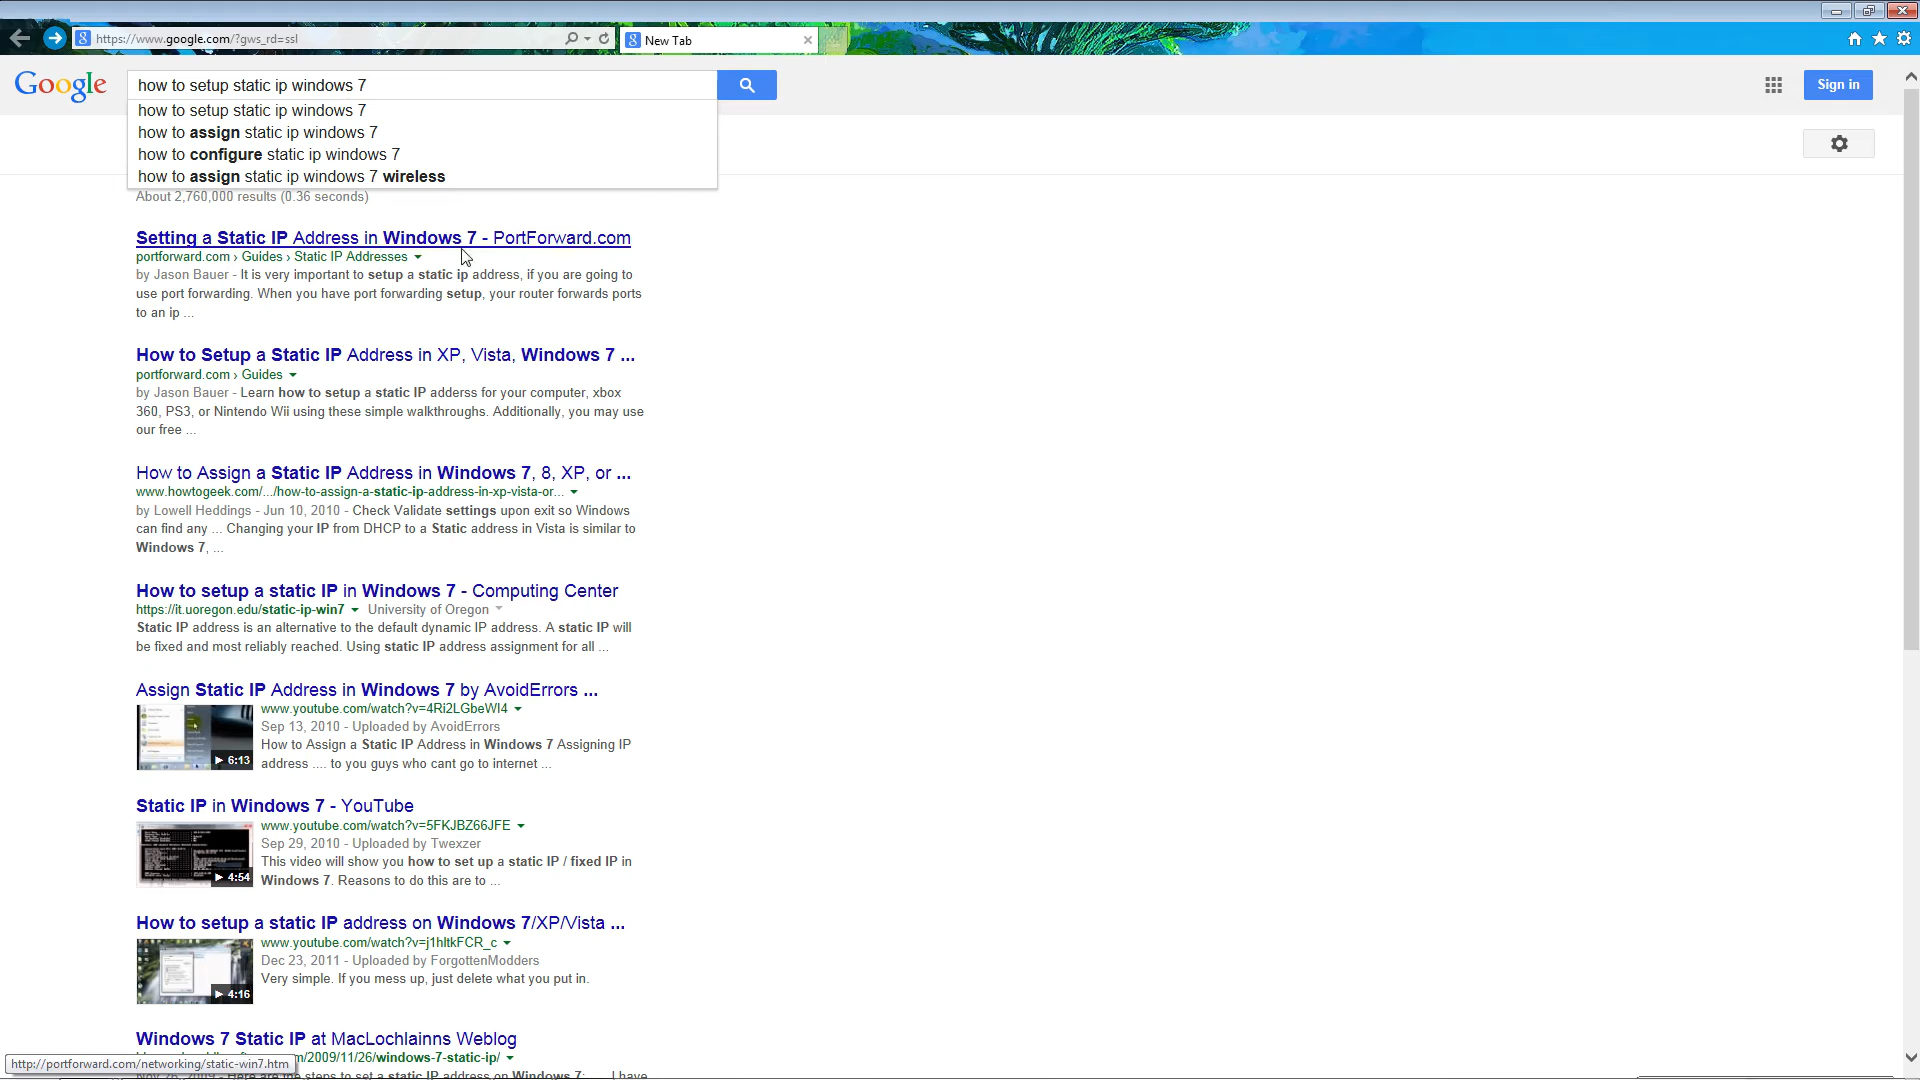 https://www.google.com/?gws_rd=ssl
New Tab
Google
how to setup static ip windows 7
Sign in
how to setup static ip windows 7
how to assign static ip windows 7
how to configure static ip windows 7
how to assign static ip windows 7 wireless
About 2,760,000 results (0.36 seconds)
Setting a Static IP Address in Windows 7 - PortForward.com
portforward.com › Guides › Static IP Addresses
by Jason Bauer - It is very important to setup a static ip address, if you are going to
use port forwarding. When you have port forwarding setup, your router forwards ports
to an ip ...
How to Setup a Static IP Address in XP, Vista, Windows 7 ...
portforward.com › Guides
by Jason Bauer - Learn how to setup a static IP adderss for your computer, xbox
360, PS3, or Nintendo Wii using these simple walkthroughs. Additionally, you may use
our free ...
How to Assign a Static IP Address in Windows 7, 8, XP, or ...
www.howtogeek.com/.../how-to-assign-a-static-ip-address-in-xp-vista-or...
by Lowell Heddings - Jun 10, 2010 - Check Validate settings upon exit so Windows
can find any ... Changing your IP from DHCP to a Static address in Vista is similar to
Windows 7, ...
How to setup a static IP in Windows 7 - Computing Center
https://it.uoregon.edu/static-ip-win7 University of Oregon
Static IP address is an alternative to the default dynamic IP address. A static IP will
be fixed and most reliably reached. Using static IP address assignment for all ...
Assign Static IP Address in Windows 7 by AvoidErrors ...
www.youtube.com/watch?v=4Ri2LGbeWI4
Sep 13, 2010 - Uploaded by AvoidErrors
How to Assign a Static IP Address in Windows 7 Assigning IP
address .... to you guys who cant go to internet ...
6:13
Static IP in Windows 7 - YouTube
www.youtube.com/watch?v=5FKJBZ66JFE
Sep 29, 2010 - Uploaded by Twexzer
This video will show you how to set up a static IP / fixed IP in
Windows 7. Reasons to do this are to ...
4:54
How to setup a static IP address on Windows 7/XP/Vista ...
www.youtube.com/watch?v=j1hltkFCR_c
Dec 23, 2011 - Uploaded by ForgottenModders
Very simple. If you mess up, just delete what you put in.
4:16
Windows 7 Static IP at MacLochlainns Weblog
m/2009/11/26/windows-7-static-ip/
http://portforward.com/networking/static-win7.htm
Nov 26, 2009 - Here are the steps to set a static IP address on Windows 7: ... I have